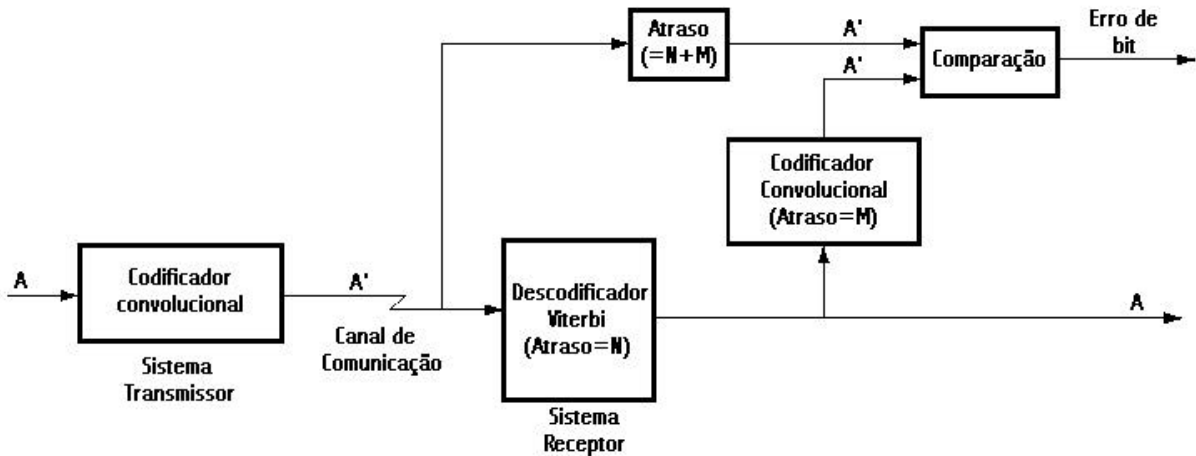 Atraso
(=N+M)
A'
A'
Comparação
Erro de
bit
Codificador
Convolucional
(Atraso=M)
A
Codificador
convolucional
Sistema
Transmissor
A'
Canal de
Comunicação
Descodificador
Viterbi
(Atraso=N)
Sistema
Receptor
A